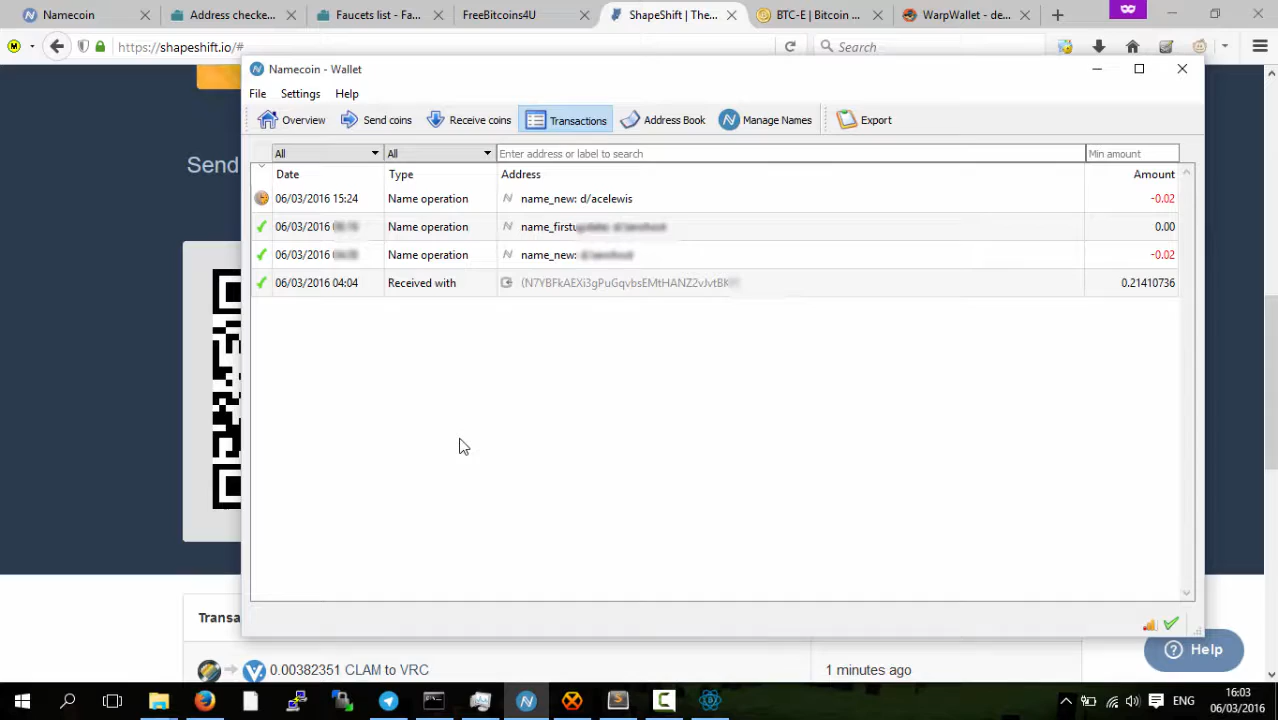 Namecoin
Address checke
Faucets list - Fa...
FreeBitcoins4U
ShapeShift | The...
BTC-E | Bitcoin ...
WarpWallet - de...
https://shapeshift.io/#
Search
Send
Namecoin - Wallet
File Settings Help
Overview Send coins Receive coins Transactions Address Book Manage Names Export
All All Enter address or label to search Min amount
Date Type Address Amount
06/03/2016 15:24 Name operation name_new: d/acelewis -0.02
06/03/2016 Name operation 0.00
06/03/2016 Name operation name_new: -0.02
06/03/2016 04:04 Received with 0.21410736
Transa
0.00382351 CLAM to VRC 1 minutes ago
Help
ENG
16:03
06/03/2016